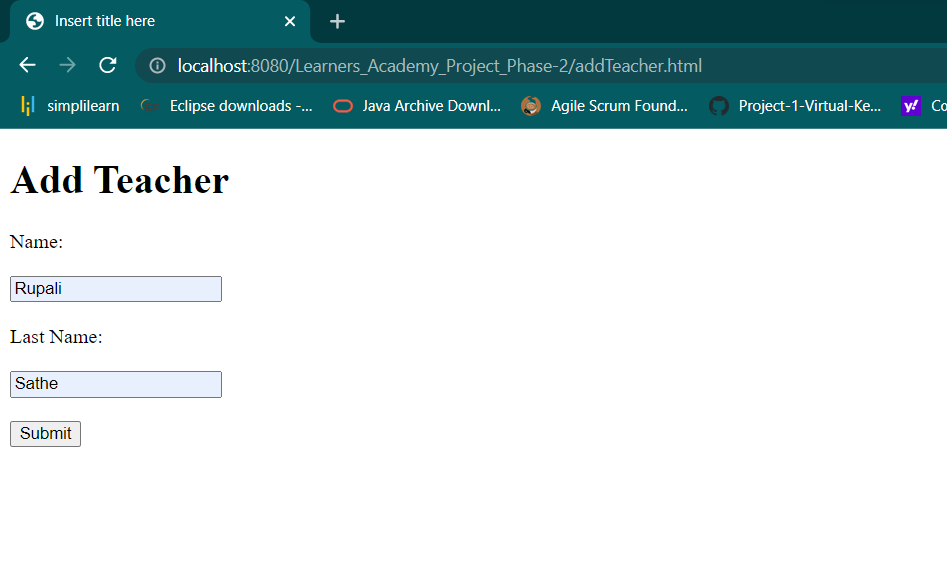 Insert title here
localhost:8080/Learners_Academy_Project_Phase-2/addTeacher.html
simplilearn Eclipse downloads -... Java Archive Downl... Agile Scrum Found... Project-1-Virtual-Ke... y! Co
Add Teacher
Name:
Rupali
Last Name:
Sathe
Submit